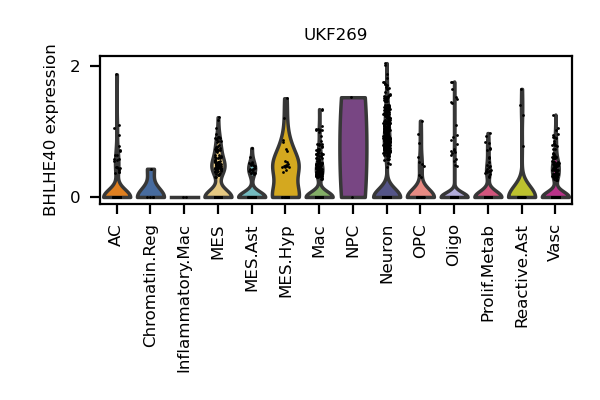 UKF269
BHLHE40 expression
2
0
AC
Chromatin.Reg
Inflammatory.Mac
MES
MES.Ast
MES.Hyp
Mac
NPC
Neuron
OPC
Oligo
Prolif.Metab
Reactive.Ast
Vasc